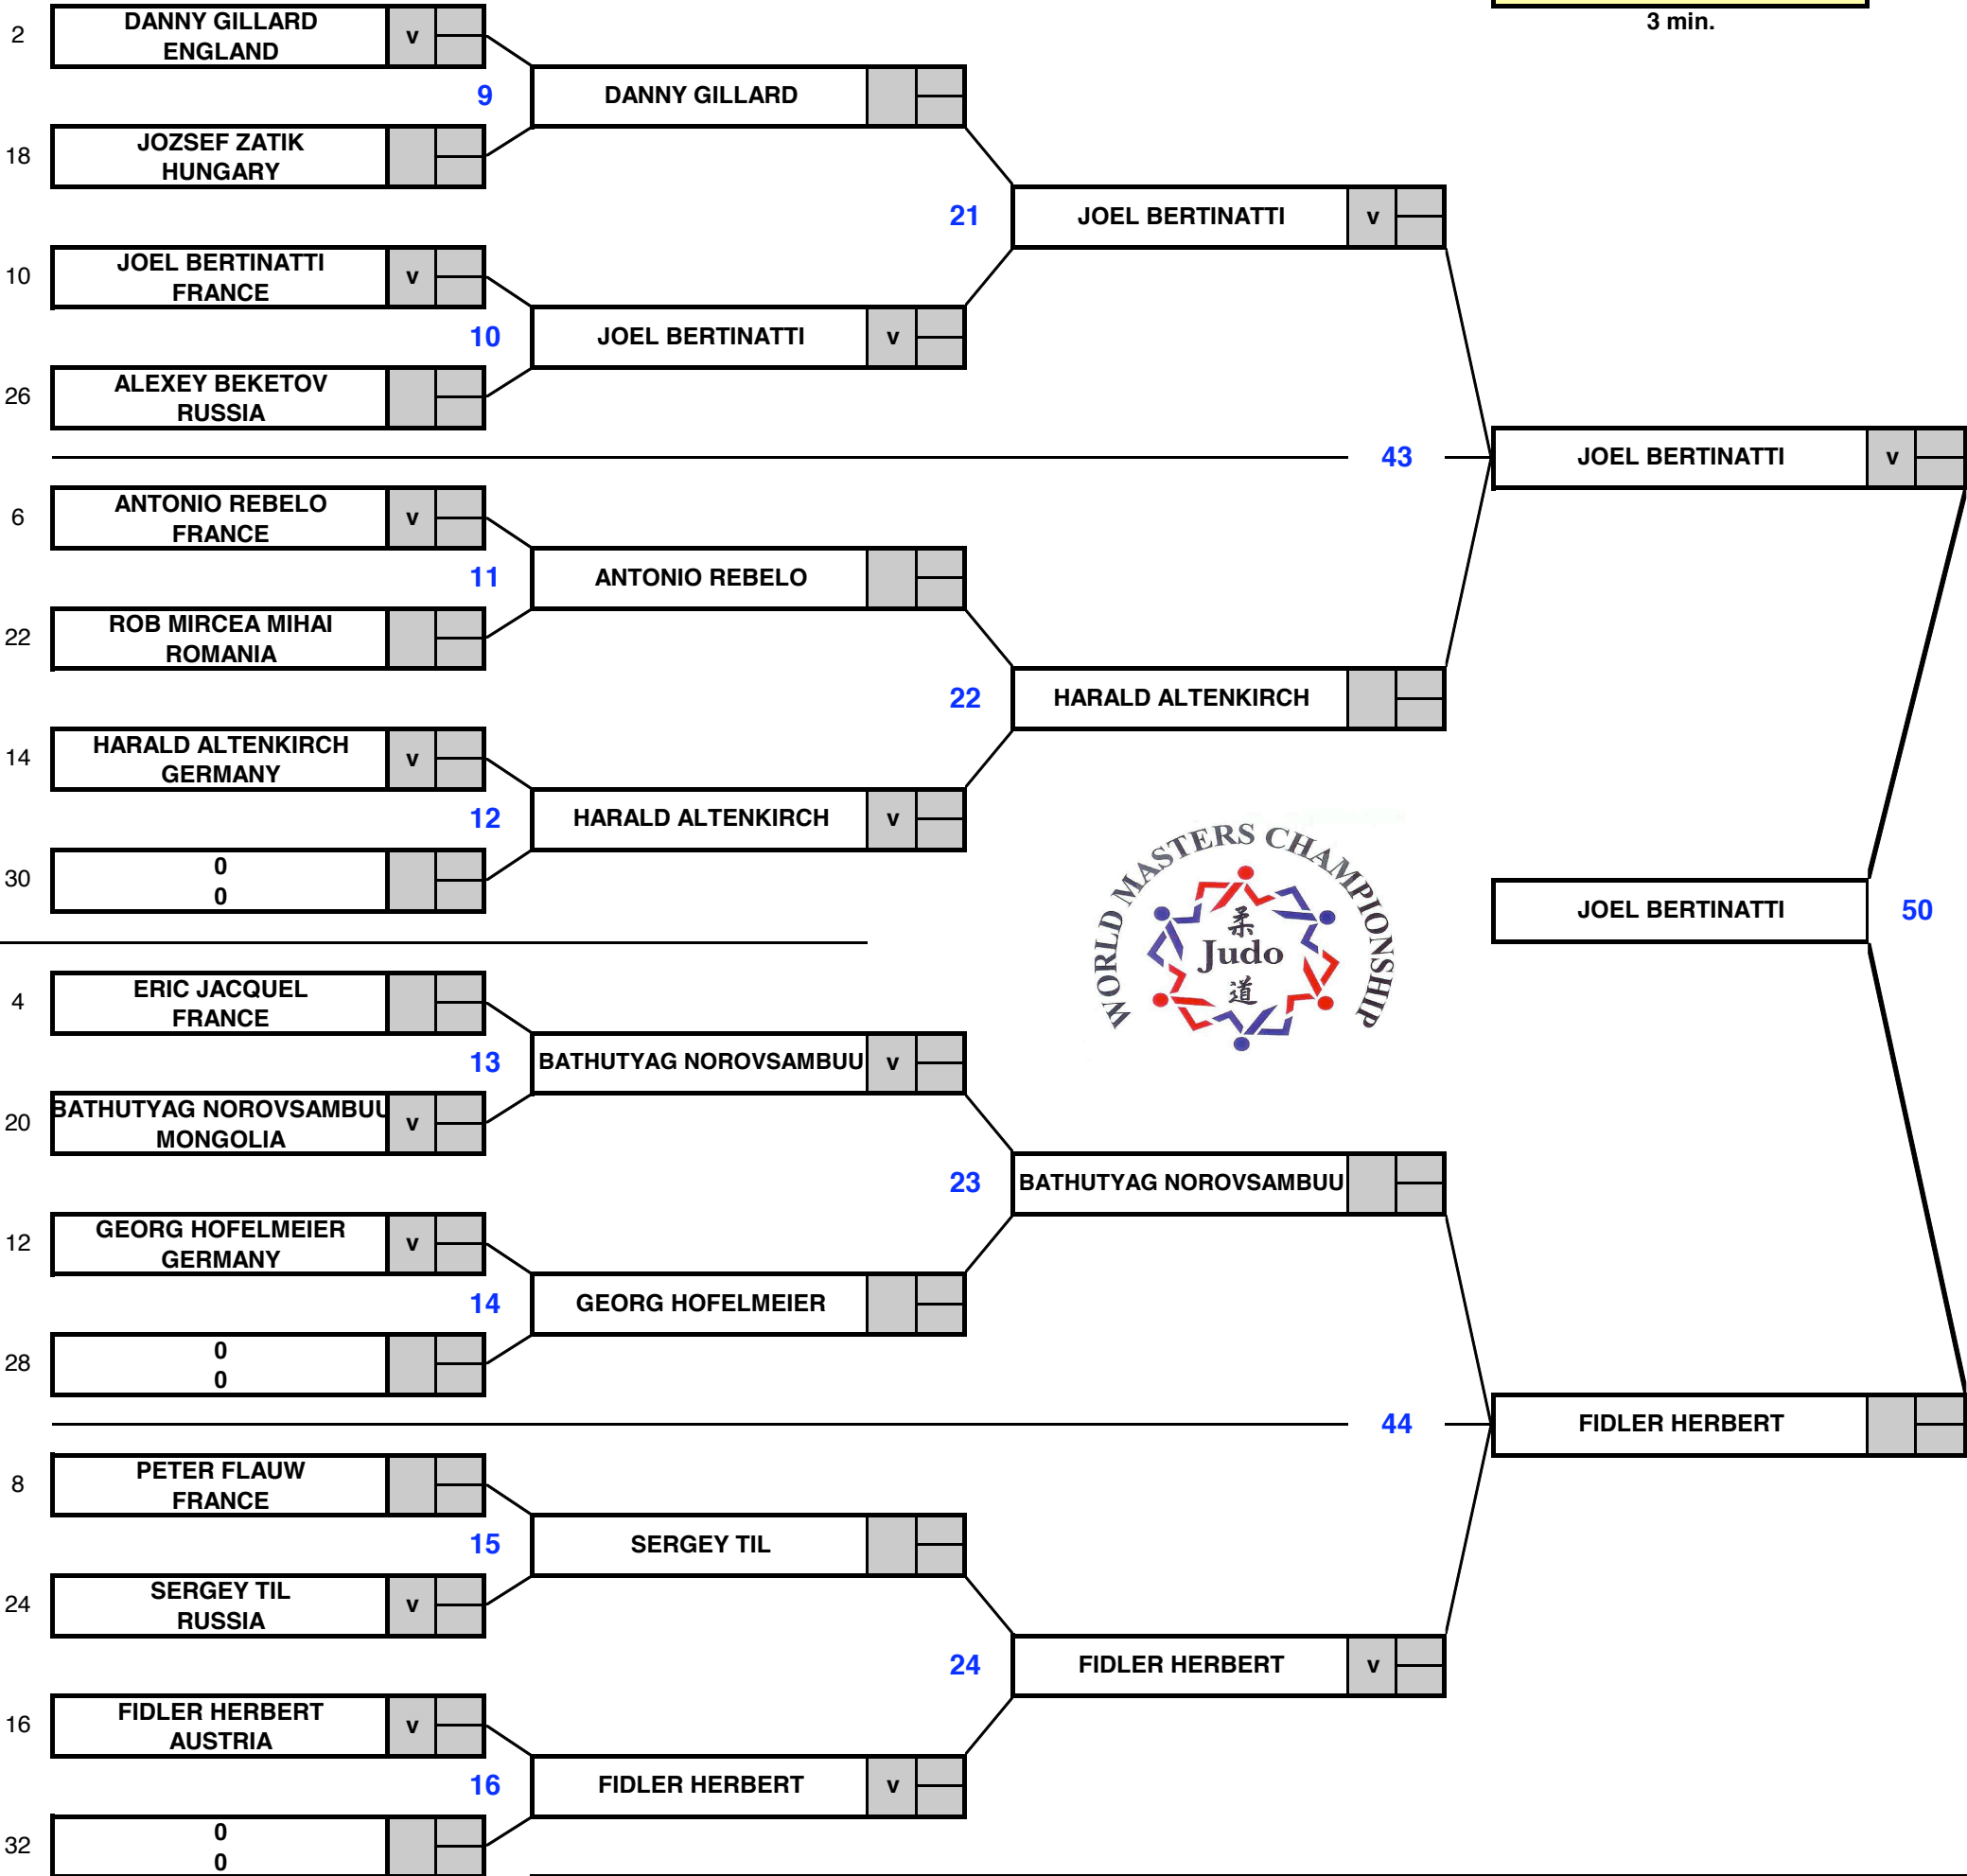 3 min.
2
DANNY GILLARD
ENGLAND
v
9
DANNY GILLARD
18
JOZSEF ZATIK
HUNGARY
21
JOEL BERTINATTI
v
10
JOEL BERTINATTI
FRANCE
v
10
JOEL BERTINATTI
v
26
ALEXEY BEKETOV
RUSSIA
43
JOEL BERTINATTI
v
6
ANTONIO REBELO
FRANCE
v
11
ANTONIO REBELO
22
ROB MIRCEA MIHAI
ROMANIA
22
HARALD ALTENKIRCH
14
HARALD ALTENKIRCH
GERMANY
v
12
HARALD ALTENKIRCH
v
30
0
0
WORLD MASTERS CHAMPIONSHIP
柔
Judo
道
JOEL BERTINATTI
50
4
ERIC JACQUEL
FRANCE
13
BATHUTYAG NOROVSAMBUU
v
20
BATHUTYAG NOROVSAMBUU
MONGOLIA
v
23
BATHUTYAG NOROVSAMBUU
12
GEORG HOFELMEIER
GERMANY
v
14
GEORG HOFELMEIER
28
0
0
44
FIDLER HERBERT
8
PETER FLAUW
FRANCE
15
SERGEY TIL
24
SERGEY TIL
RUSSIA
v
24
FIDLER HERBERT
v
16
FIDLER HERBERT
AUSTRIA
v
16
FIDLER HERBERT
v
32
0
0